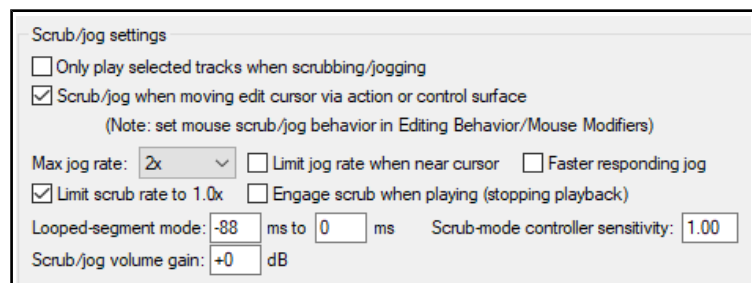 Scrub/jog settings
Only play selected tracks when scrubbing/jogging
Scrub/jog when moving edit cursor via action or control surface
(Note: set mouse scrub/jog behavior in Editing Behavior/Mouse Modifiers)
Max jog rate: 2x Limit jog rate when near cursor Faster responding jog
Limit scrub rate to 1.0x Engage scrub when playing (stopping playback)
Looped-segment mode: -88 ms to 0 ms Scrub-mode controller sensitivity: 1.00
Scrub/jog volume gain: +0 dB